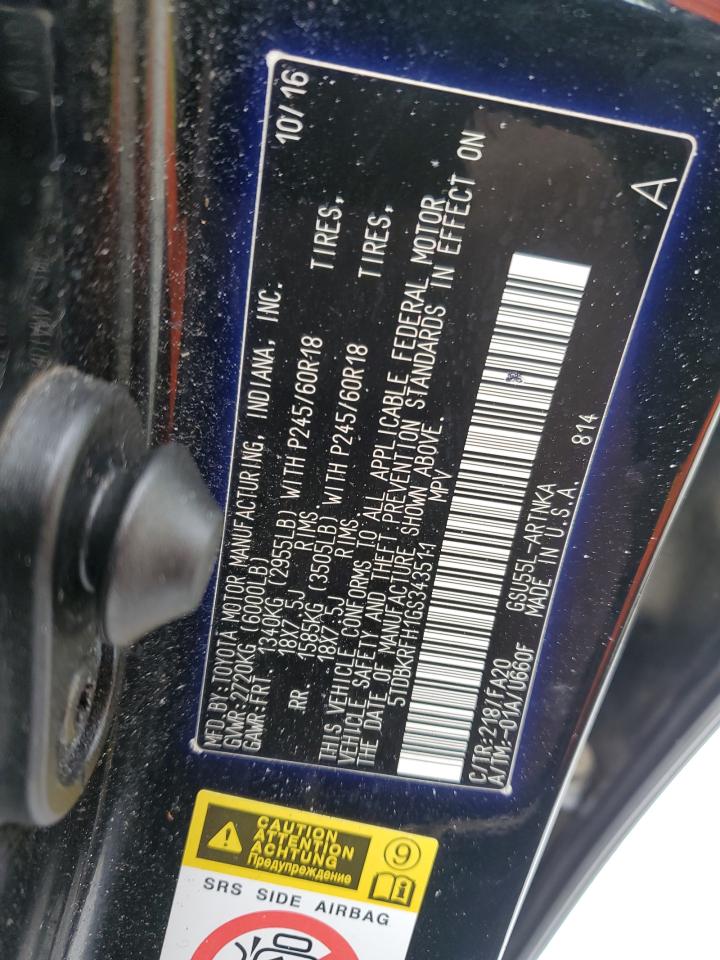 MFD. BY: TOYOTA MOTOR MANUFACTURING, INDIANA, INC. 10/16
GVWR: 2720KG (6000LB)
GAWR: FRT 1340KG (2955LB) WITH P245/60R18 TIRES,
18X7.5J RIMS
RR 1585KG (3505LB) WITH P245/60R18 TIRES,
18X7.5J RIMS.
THIS VEHICLE CONFORMS TO ALL APPLICABLE FEDERAL MOTOR
VEHICLE SAFETY AND THEFT PREVENTION STANDARDS IN EFFECT ON
THE DATE OF MANUFACTURE SHOWN ABOVE.
5TDBKRFH1GS343511 MPV
A
C/TR:218/FA20 GSU55L-ARTNKA 814
A/TM:-01A/U660F MADE IN U.S.A.
CAUTION
ATTENTION
ACHTUNG
Предупреждение
9
i
SRS SIDE AIRBAG